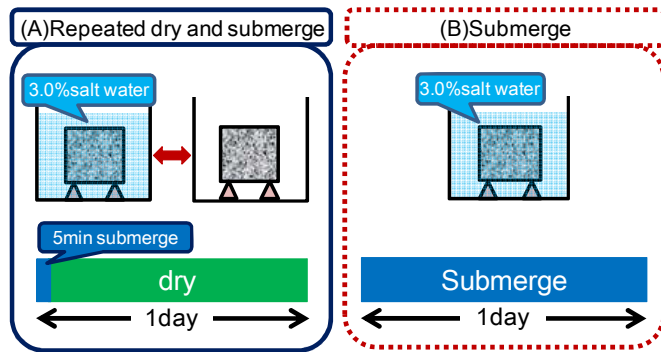 (A)Repeated dry and submerge
3.0%salt water
5min submerge
dry
1day
(B)Submerge
3.0%salt water
Submerge
1day